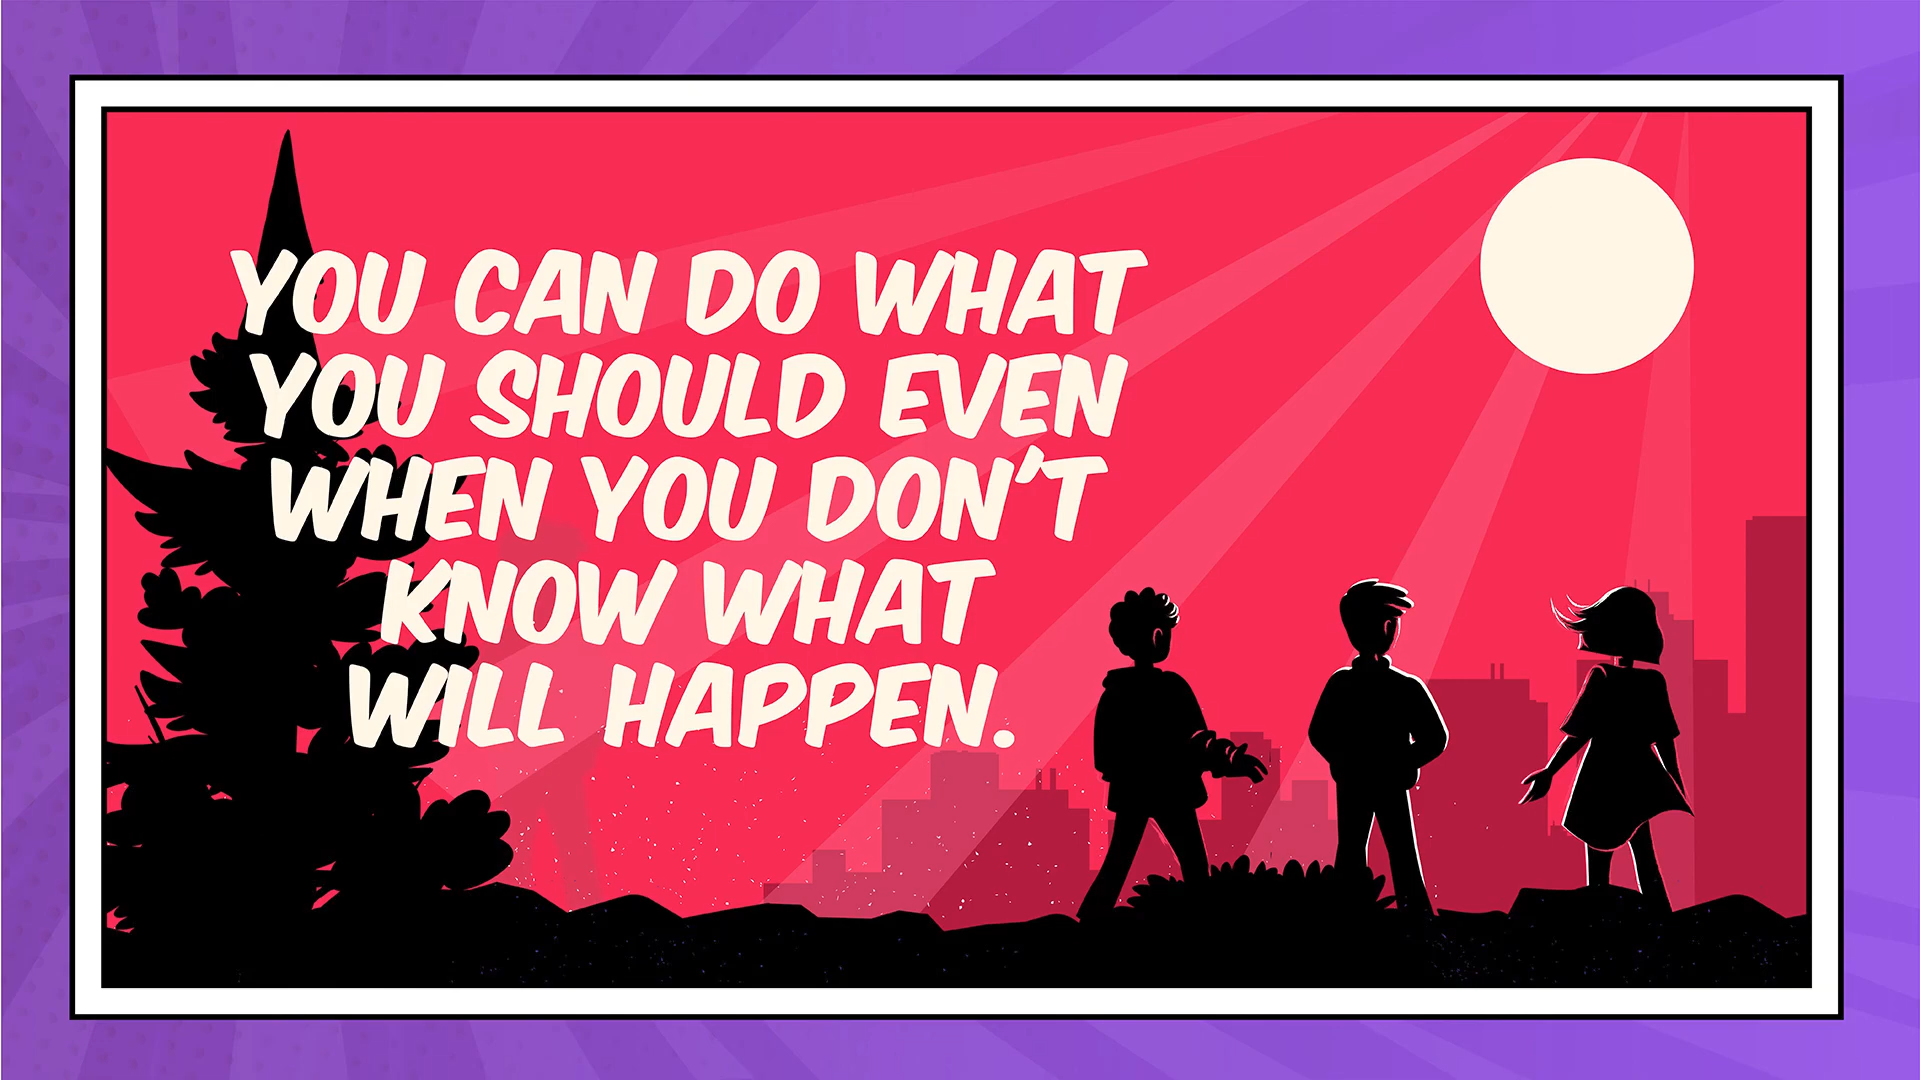 YOU CAN DO WHAT
YOU SHOULD EVEN
WHEN YOU DON'T
KNOW WHAT
WILL HAPPEN.